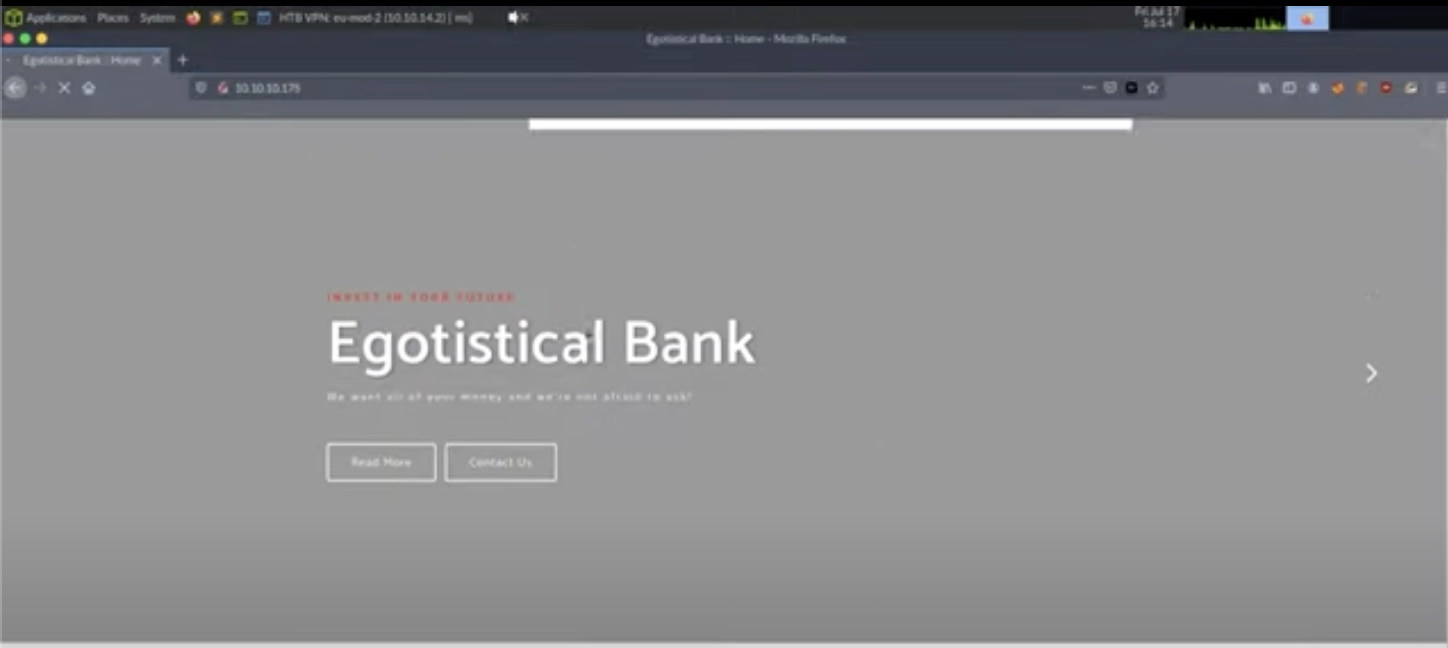 Applications Places System HTB VPN: eu-mod-2 (10.10.14.2) [ ms]
Fri Jul 17
16:14
Egotistical Bank :: Home - Mozilla Firefox
Egotistical Bank :: Home
10.10.10.175
INVEST IN YOUR FUTURE
Egotistical Bank
We want all of your money and we're not afraid to ask!
Read More Contact Us